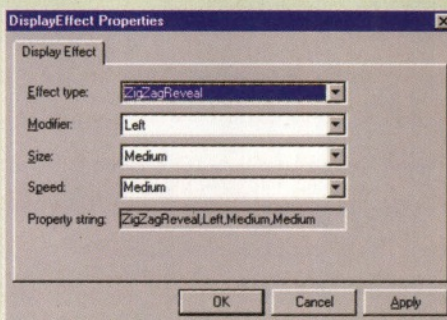 DisplayEffect Properties
Display Effect
Effect type: ZigZagReveal
Modifier: Left
Size: Medium
Speed: Medium
Property string: ZigZagReveal,Left,Medium,Medium
OK Cancel Apply